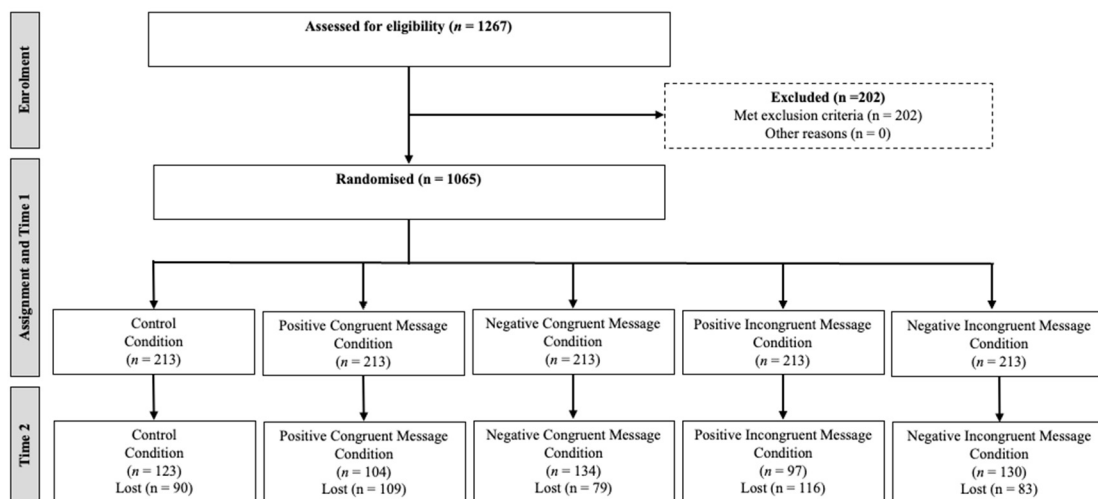 Enrolment
Assessed for eligibility (n = 1267)
Excluded (n =202)
Met exclusion criteria (n = 202)
Other reasons (n = 0)
Assignment and Time 1
Randomised (n = 1065)
Control
Condition
(n = 213)
Positive Congruent Message
Condition
(n = 213)
Negative Congruent Message
Condition
(n = 213)
Positive Incongruent Message
Condition
(n = 213)
Negative Incongruent Message
Condition
(n = 213)
Time 2
Control
Condition
(n = 123)
Lost (n = 90)
Positive Congruent Message
Condition
(n = 104)
Lost (n = 109)
Negative Congruent Message
Condition
(n = 134)
Lost (n = 79)
Positive Incongruent Message
Condition
(n = 97)
Lost (n = 116)
Negative Incongruent Message
Condition
(n = 130)
Lost (n = 83)